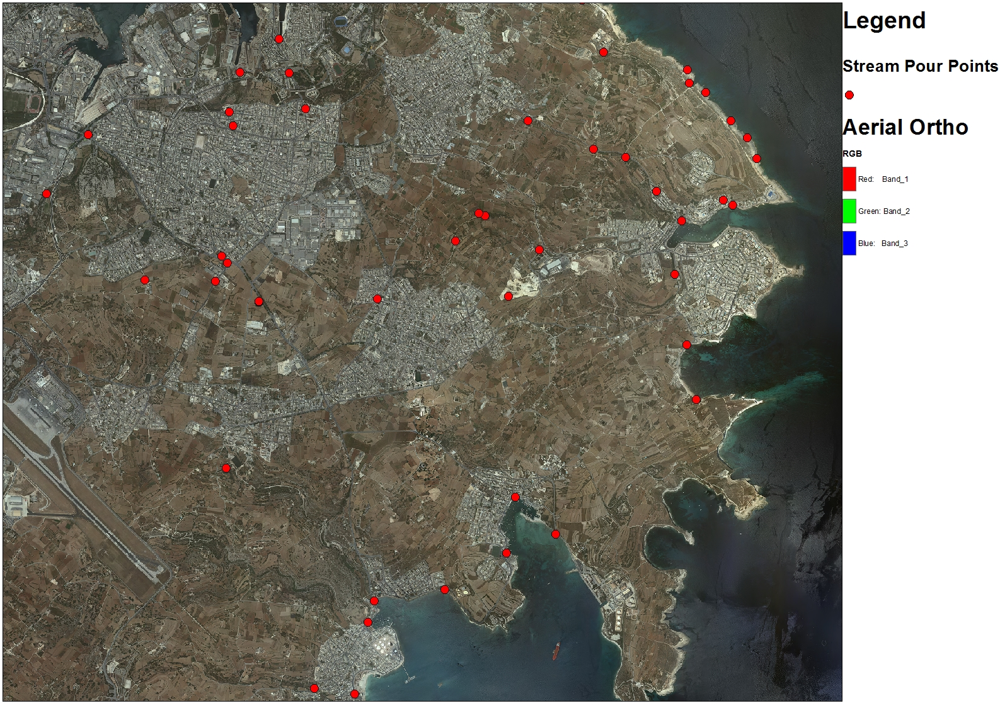 Legend
Stream Pour Points
Aerial Ortho
RGB
Red: Band_1
Green: Band_2
Blue: Band_3